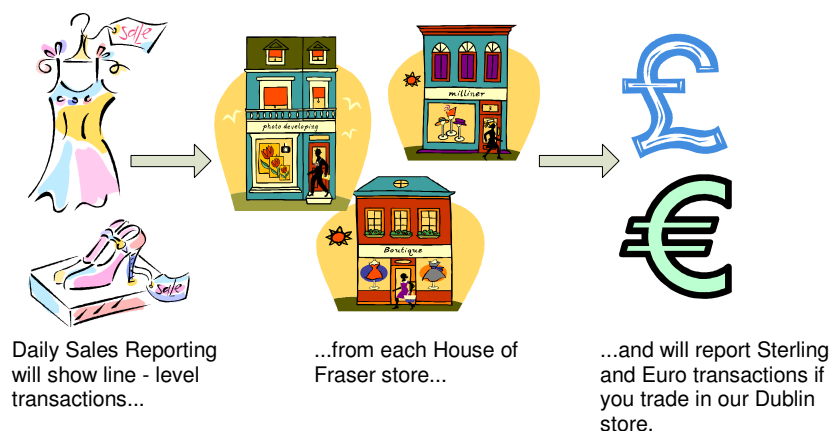 sale
photo developing
milliner
Boutique
sale
£
€
Daily Sales Reporting
will show line - level
transactions...
...from each House of
Fraser store...
...and will report Sterling
and Euro transactions if
you trade in our Dublin
store.